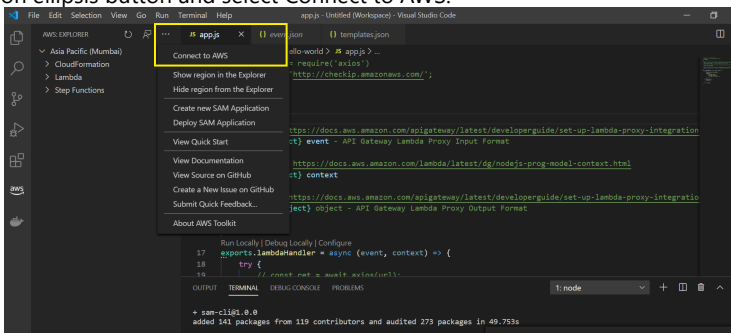 on ellipsis button and select Connect to AWS.
File Edit Selection View Go Run Terminal Help
app.js - Untitled (Workspace) - Visual Studio Code
AWS: EXPLORER
Asia Pacific (Mumbai)
CloudFormation
Lambda
Step Functions
Connect to AWS
Show region in the Explorer
Hide region from the Explorer
Create new SAM Application
Deploy SAM Application
View Quick Start
View Documentation
View Source on GitHub
Create a New Issue on GitHub
Submit Quick Feedback...
About AWS Toolkit
JS app.js
{} event.json
{} templates.json
ello-world > JS app.js > ...
= require('axios')
'http://checkip.amazonaws.com/';
ttps://docs.aws.amazon.com/apigateway/latest/developerguide/set-up-lambda-proxy-integration
ct} event - API Gateway Lambda Proxy Input Format
https://docs.aws.amazon.com/lambda/latest/dg/nodejs-prog-model-context.html
ct} context
ttps://docs.aws.amazon.com/apigateway/latest/developerguide/set-up-lambda-proxy-integratio
ject} object - API Gateway Lambda Proxy Output Format
Run Locally | Debug Locally | Configure
17 exports.lambdaHandler = async (event, context) => {
18 try {
19 // const ret = await axios(url);
OUTPUT TERMINAL DEBUG CONSOLE PROBLEMS
1: node
+ sam-cli@1.0.0
added 141 packages from 119 contributors and audited 273 packages in 49.753s
aws